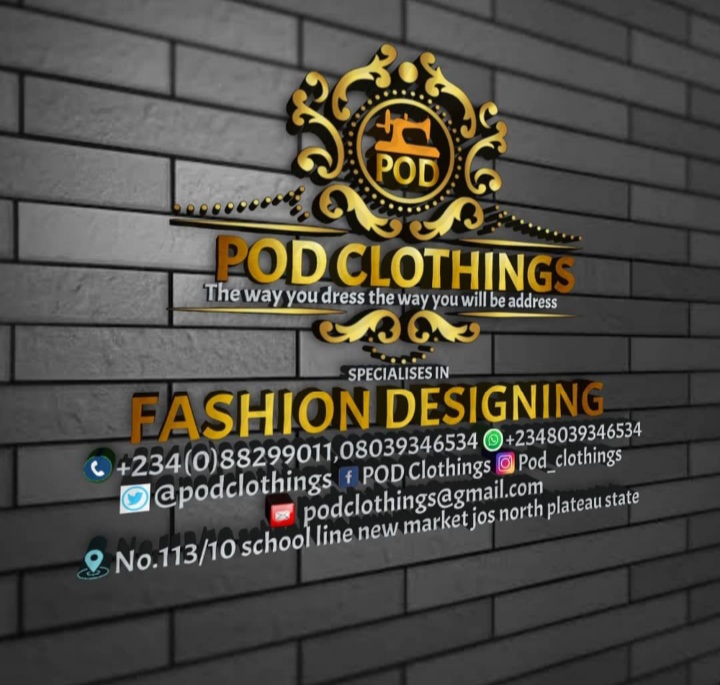 POD
POD CLOTHINGS
The way you dress the way you will be address
SPECIALISES IN
FASHION DESIGNING
+234(0)88299011,08039346534 +2348039346534
@podclothings f POD Clothings Pod_clothings
podclothings@gmail.com
No.113/10 school line new market jos north plateau state